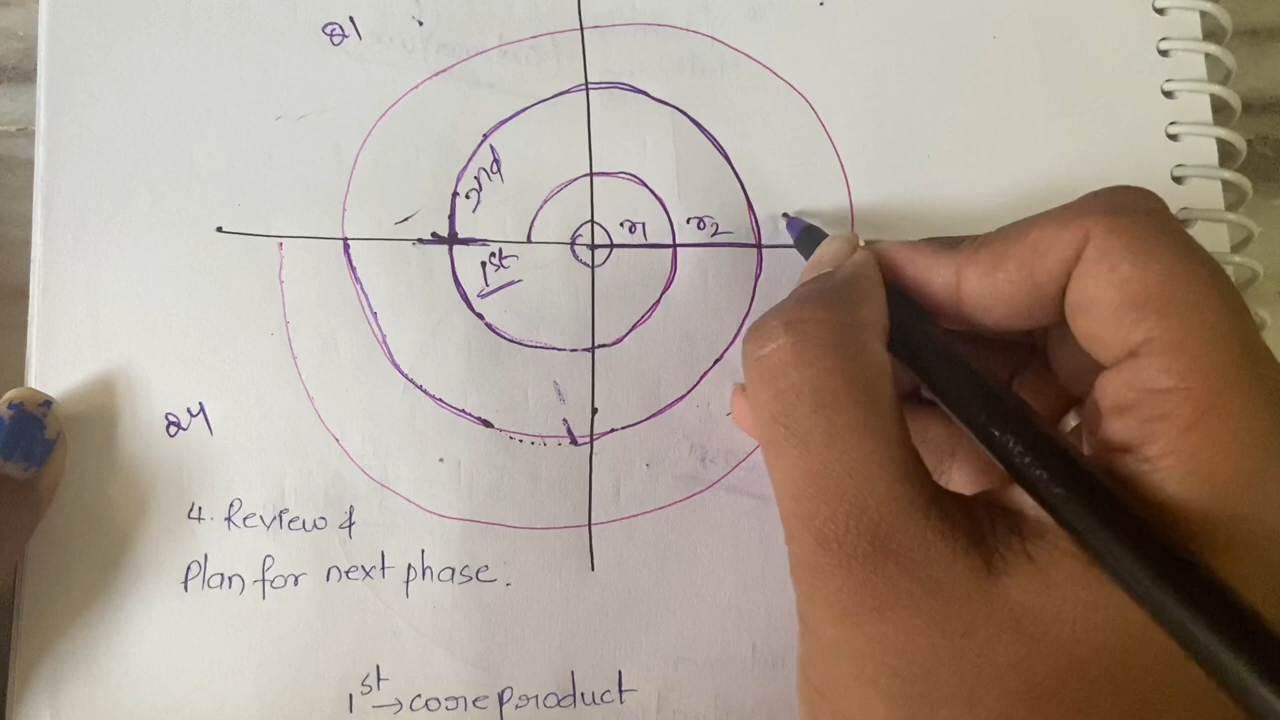 Q1
2nd
r1
r2
1st
Q4
4. Review &
Plan for next phase.
1st → core product